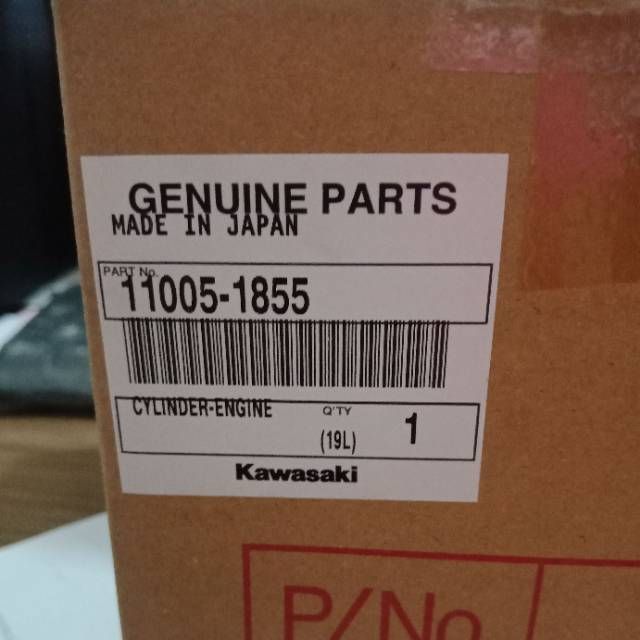 GENUINE PARTS
MADE IN JAPAN
PART No.
11005-1855
CYLINDER-ENGINE Q'TY
(19L) 1
Kawasaki
P/No.